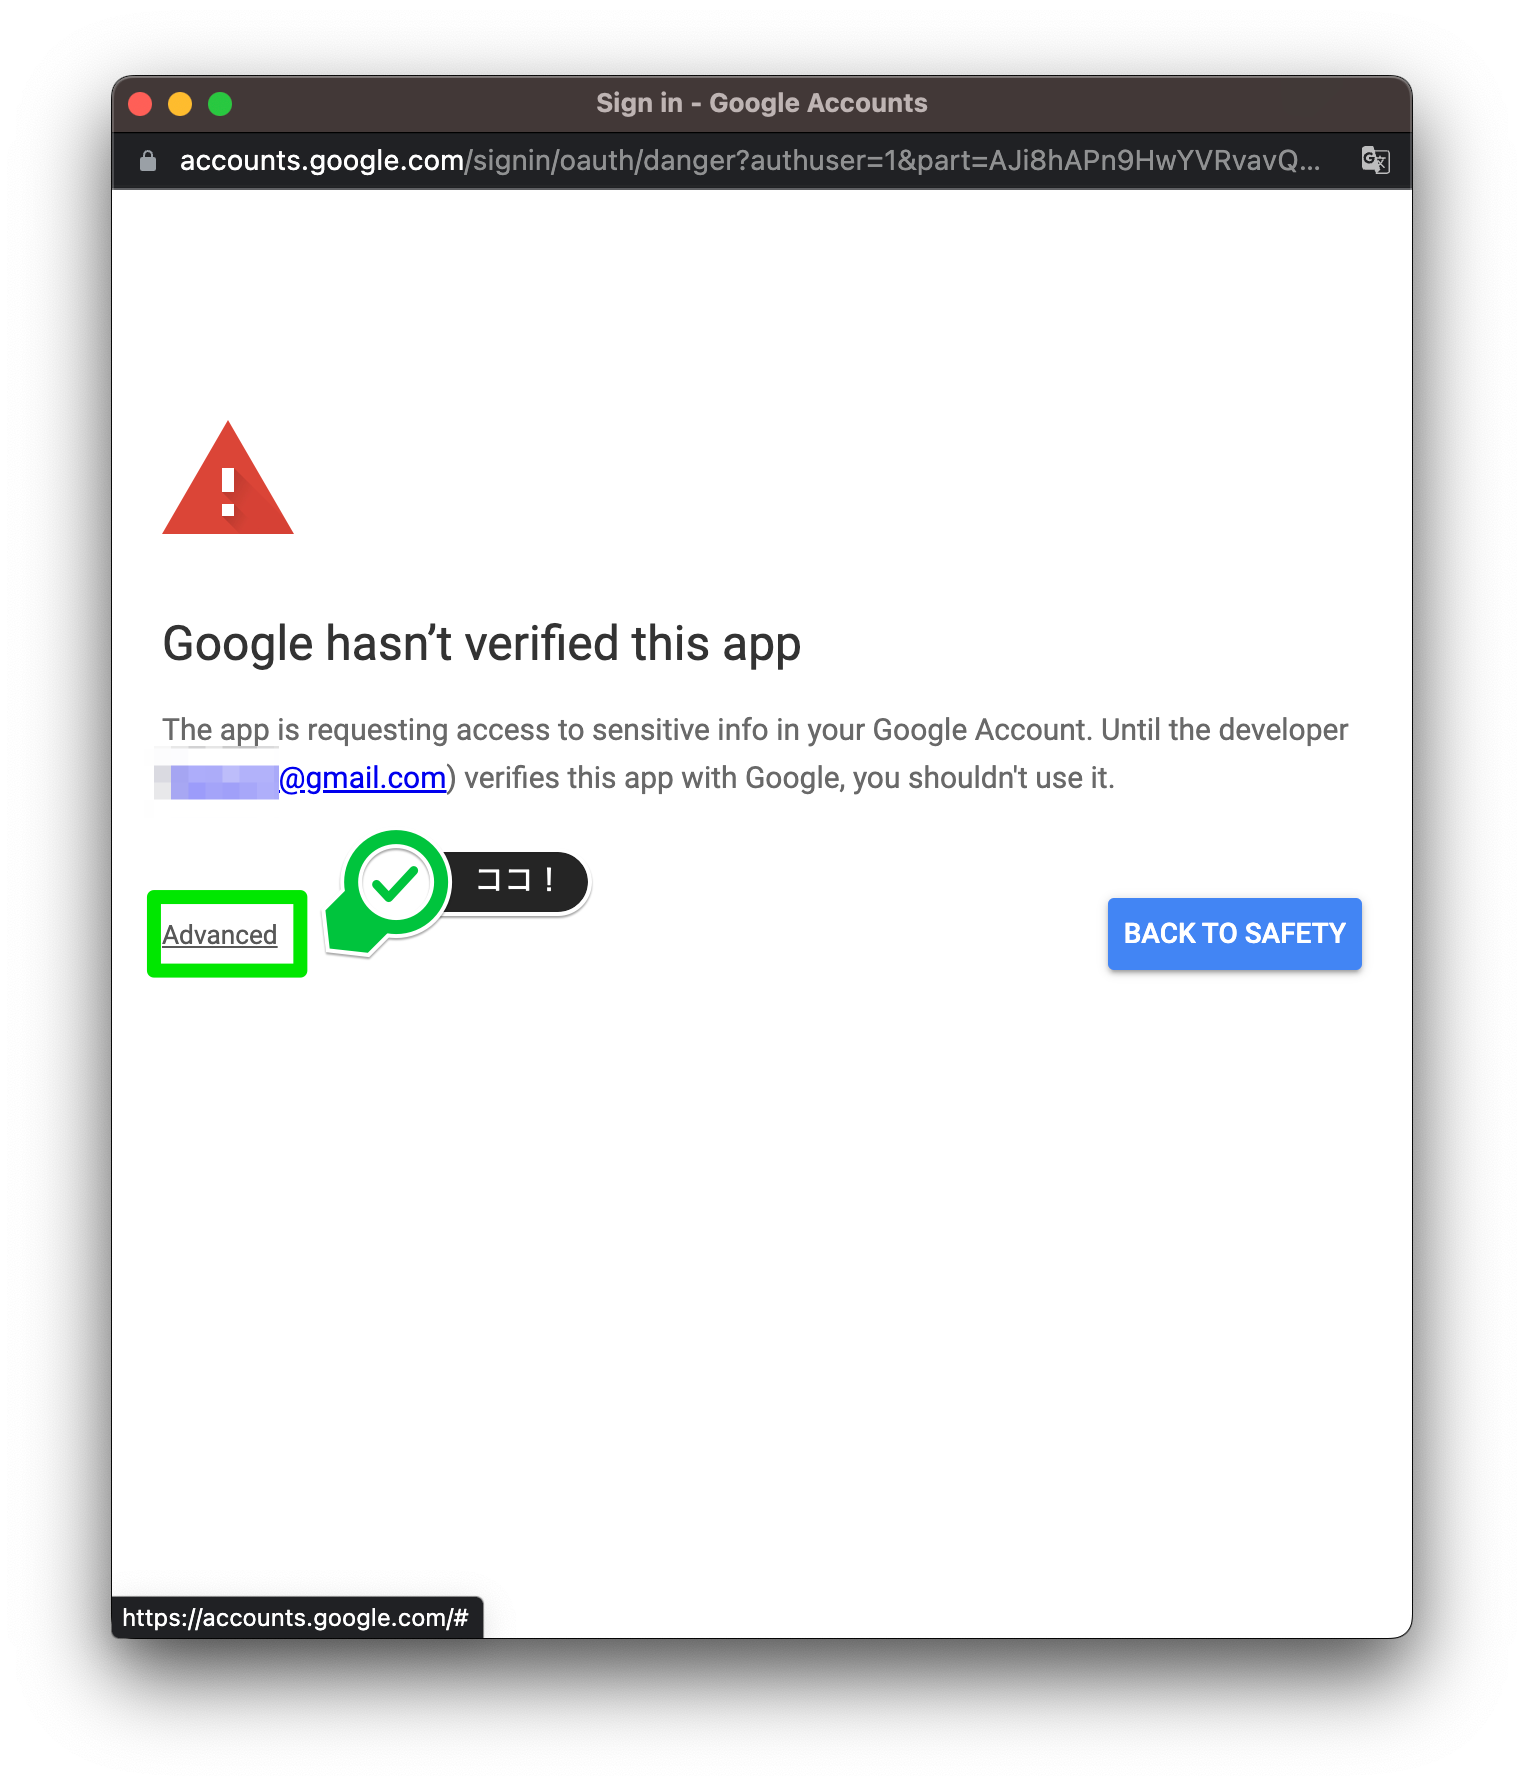 Sign in - Google Accounts
accounts.google.com/signin/oauth/danger?authuser=1&part=AJi8hAPn9HwYVRvavQ...
Google hasn’t verified this app
The app is requesting access to sensitive info in your Google Account. Until the developer
@gmail.com) verifies this app with Google, you shouldn't use it.
ココ！
Advanced
BACK TO SAFETY
https://accounts.google.com/#